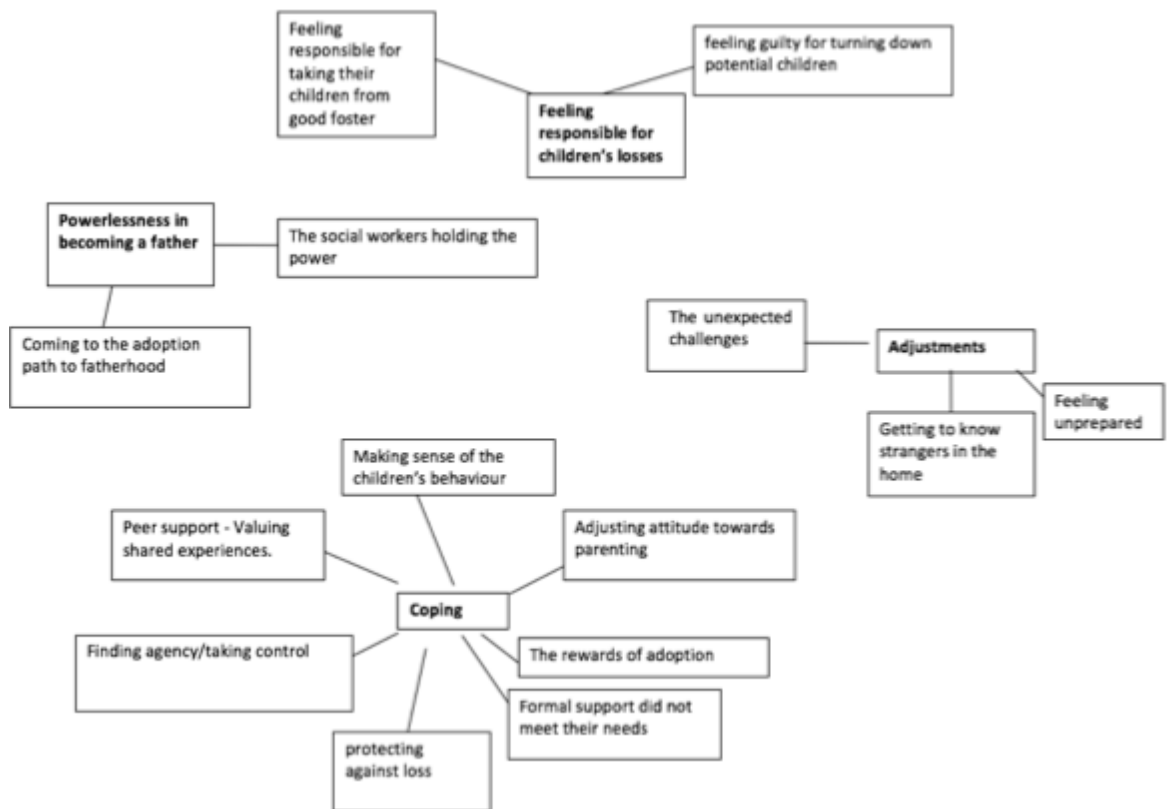 Feeling
responsible for
taking their
children from
good foster
feeling guilty for turning down
potential children
Feeling
responsible for
children's losses
Powerlessness in
becoming a father
The social workers holding the
power
Coming to the adoption
path to fatherhood
The unexpected
challenges
Adjustments
Feeling
unprepared
Getting to know
strangers in the
home
Making sense of the
children's behaviour
Peer support - Valuing
shared experiences.
Adjusting attitude towards
parenting
Coping
Finding agency/taking control
The rewards of adoption
Formal support did not
meet their needs
protecting
against loss